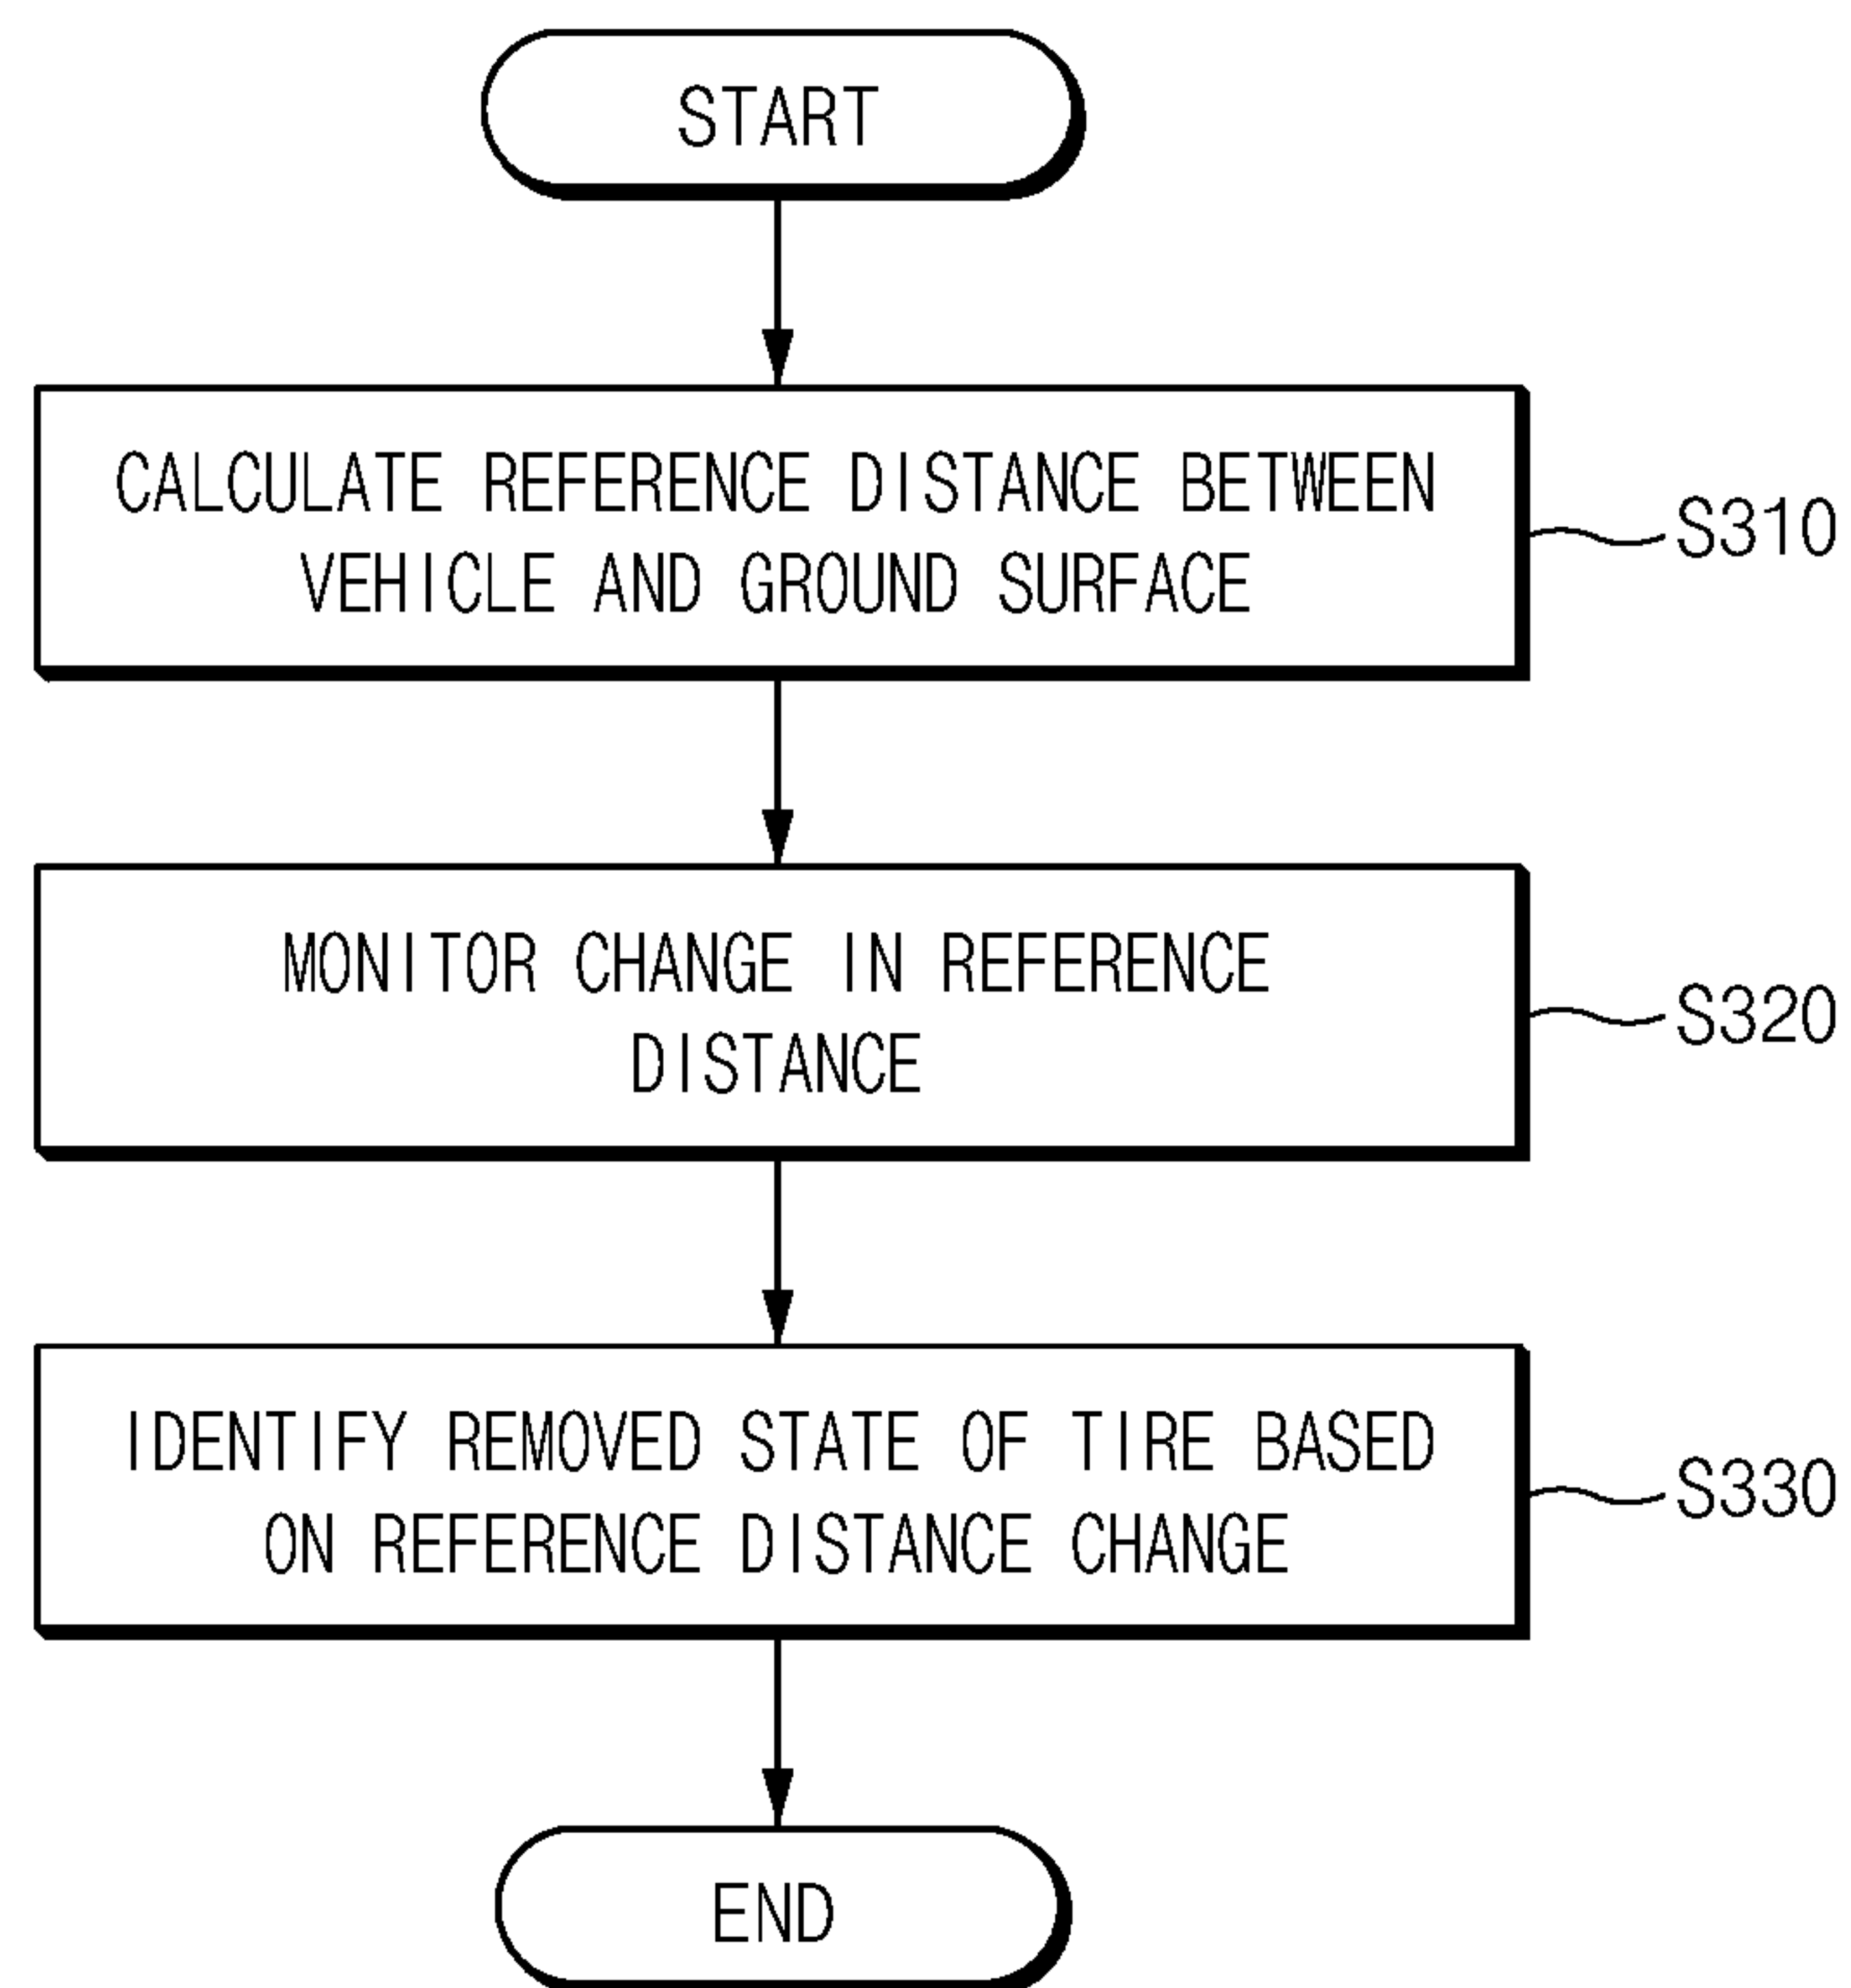 START
CALCULATE REFERENCE DISTANCE BETWEEN
VEHICLE AND GROUND SURFACE
S310
MONITOR CHANGE IN REFERENCE
DISTANCE
S320
IDENTIFY REMOVED STATE OF TIRE BASED
ON REFERENCE DISTANCE CHANGE
S330
END